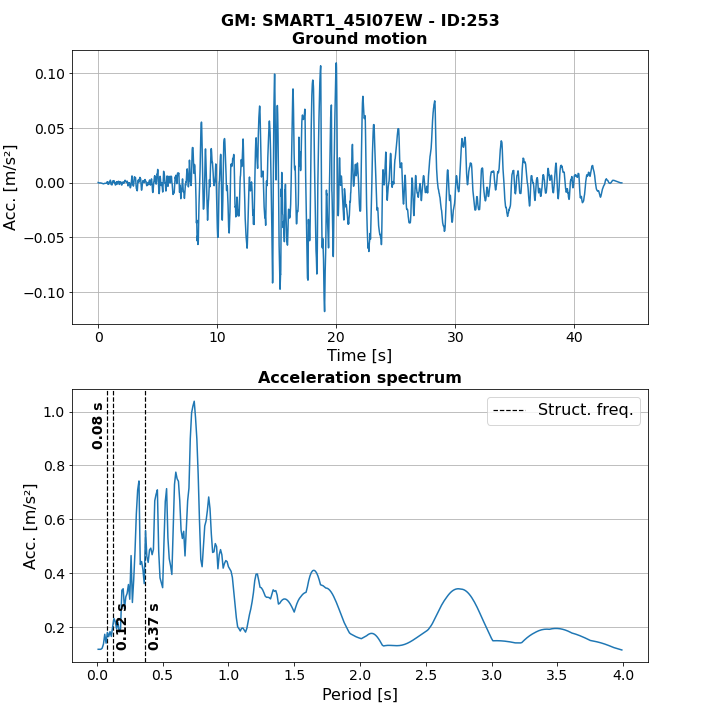 GM: SMART1_45I07EW - ID:253
Ground motion
0.10
0.05
0.00
−0.05
−0.10
Acc. [m/s²]
0
10
20
30
40
Time [s]
Acceleration spectrum
1.0
0.8
0.6
0.4
0.2
Acc. [m/s²]
Struct. freq.
0.08 s
0.12 s
0.37 s
0.0
0.5
1.0
1.5
2.0
2.5
3.0
3.5
4.0
Period [s]